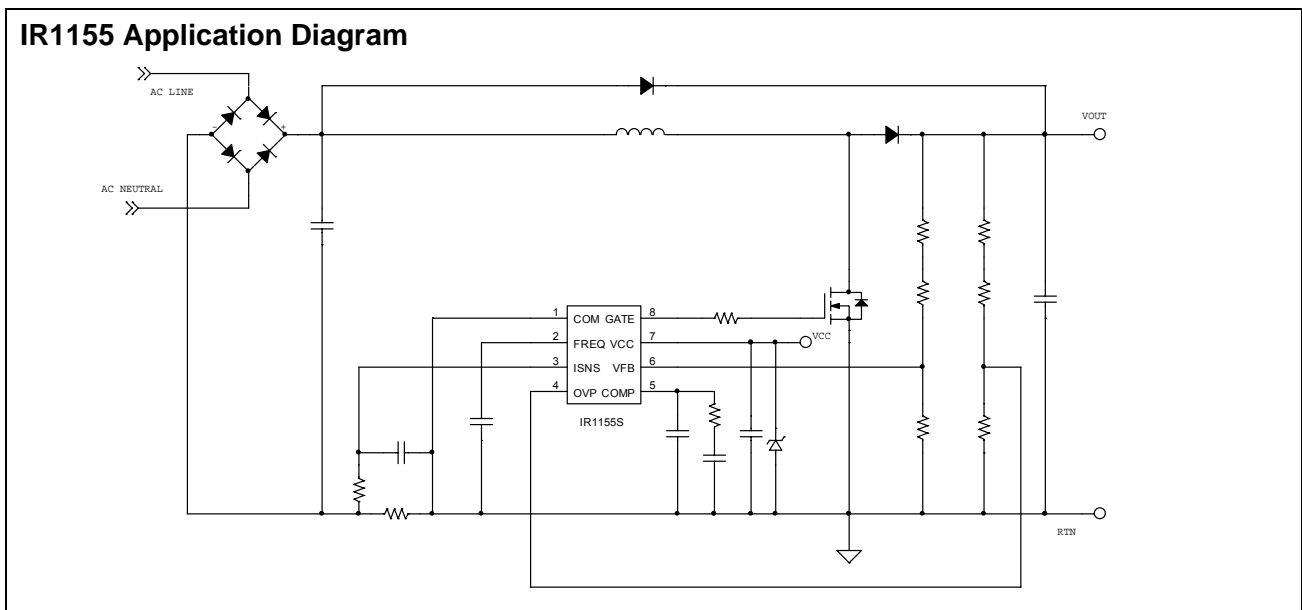 IR1155 Application Diagram
AC LINE
- +
VOUT
AC NEUTRAL
1 COM GATE 8
VCC
2 FREQ VCC 7
3 ISNS VFB 6
4 OVP COMP 5
IR1155S
RTN